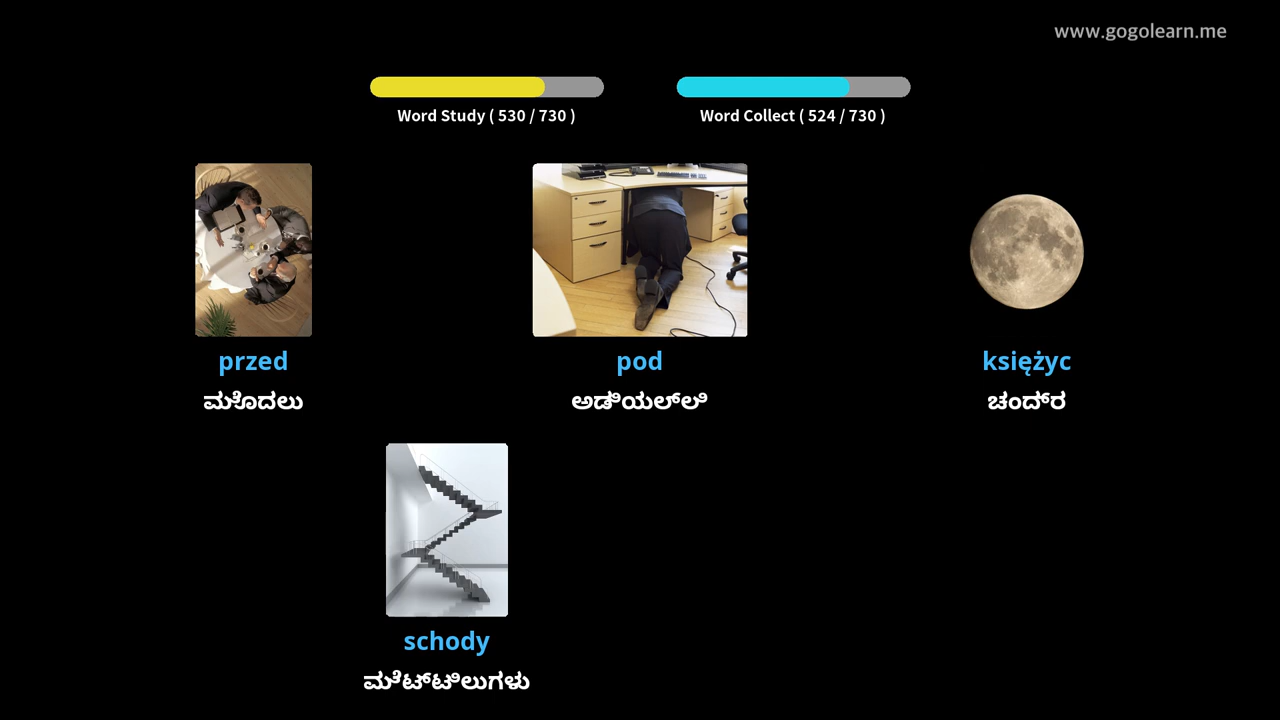 www.gogolearn.me
Word Study ( 530 / 730 )
Word Collect ( 524 / 730 )
przed
ಮೊದಲು
pod
ಅಡಿಯಲ್ಲಿ
księżyc
ಚಂದ್ರ
schody
ಮೆಟ್ಟಿಲುಗಳು